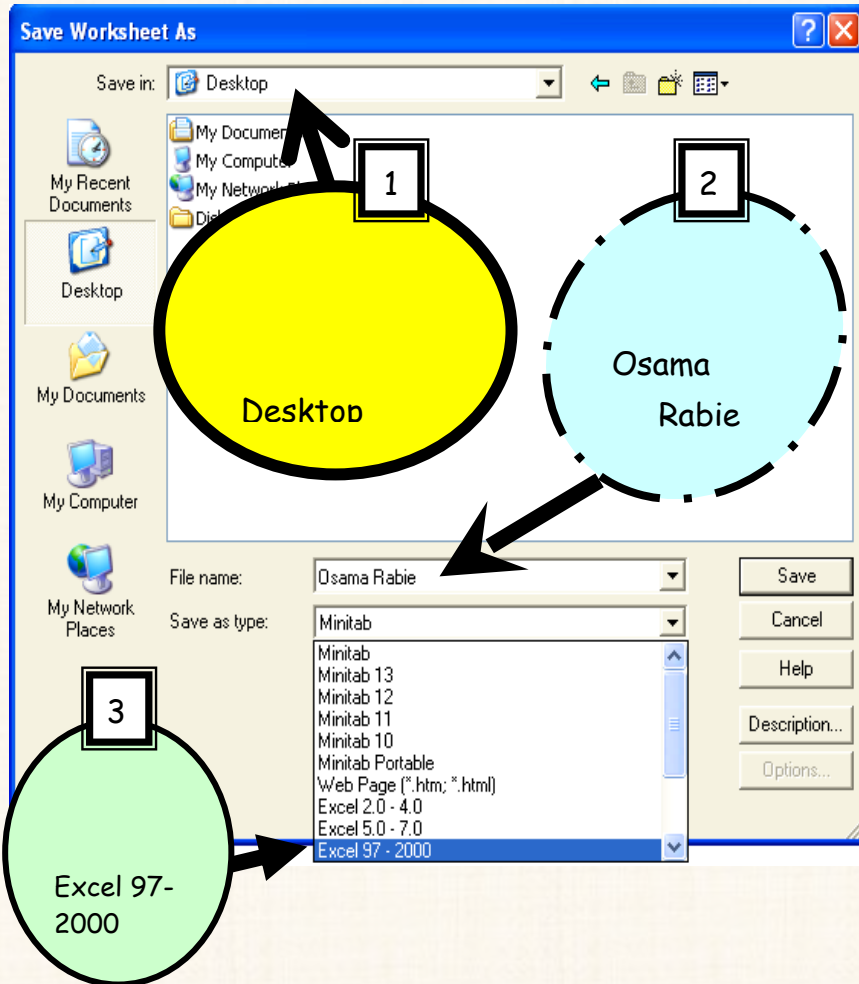 Save Worksheet As
Save in:
Desktop
My Recent
Documents
Desktop
My Documents
My Computer
My Network
Places
My
My Computer
My Network
1
Desktop
2
Osama
Rabie
File name:
Osama Rabie
Save as type:
Minitab
Minitab
Minitab 13
Minitab 12
Minitab 11
Minitab 10
Minitab Portable
Web Page (*.htm; *.html)
Excel 2.0 - 4.0
Excel 5.0 - 7.0
Excel 97 - 2000
Save
Cancel
Help
Description...
Options...
3
Excel 97-
2000